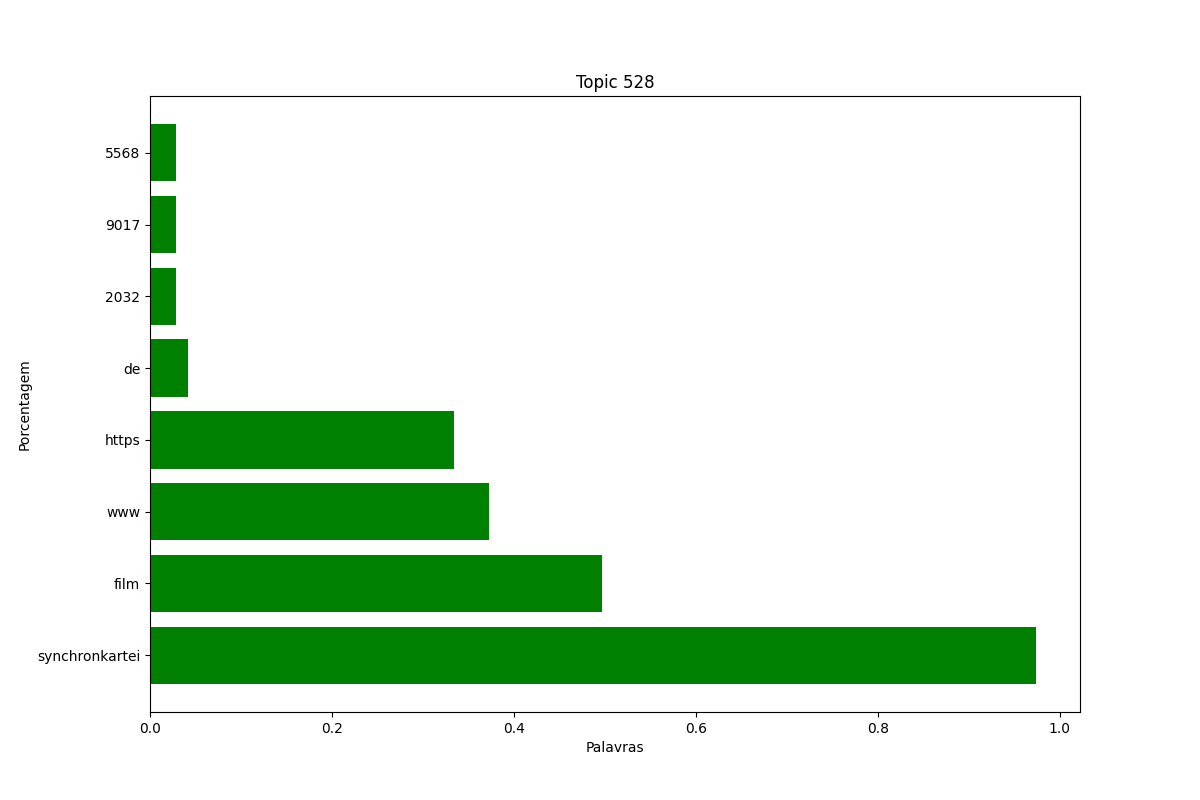 Topic 528
5568
9017
2032
de
https
www
film
synchronkartei
Porcentagem
0.0 0.2 0.4 0.6 0.8 1.0
Palavras